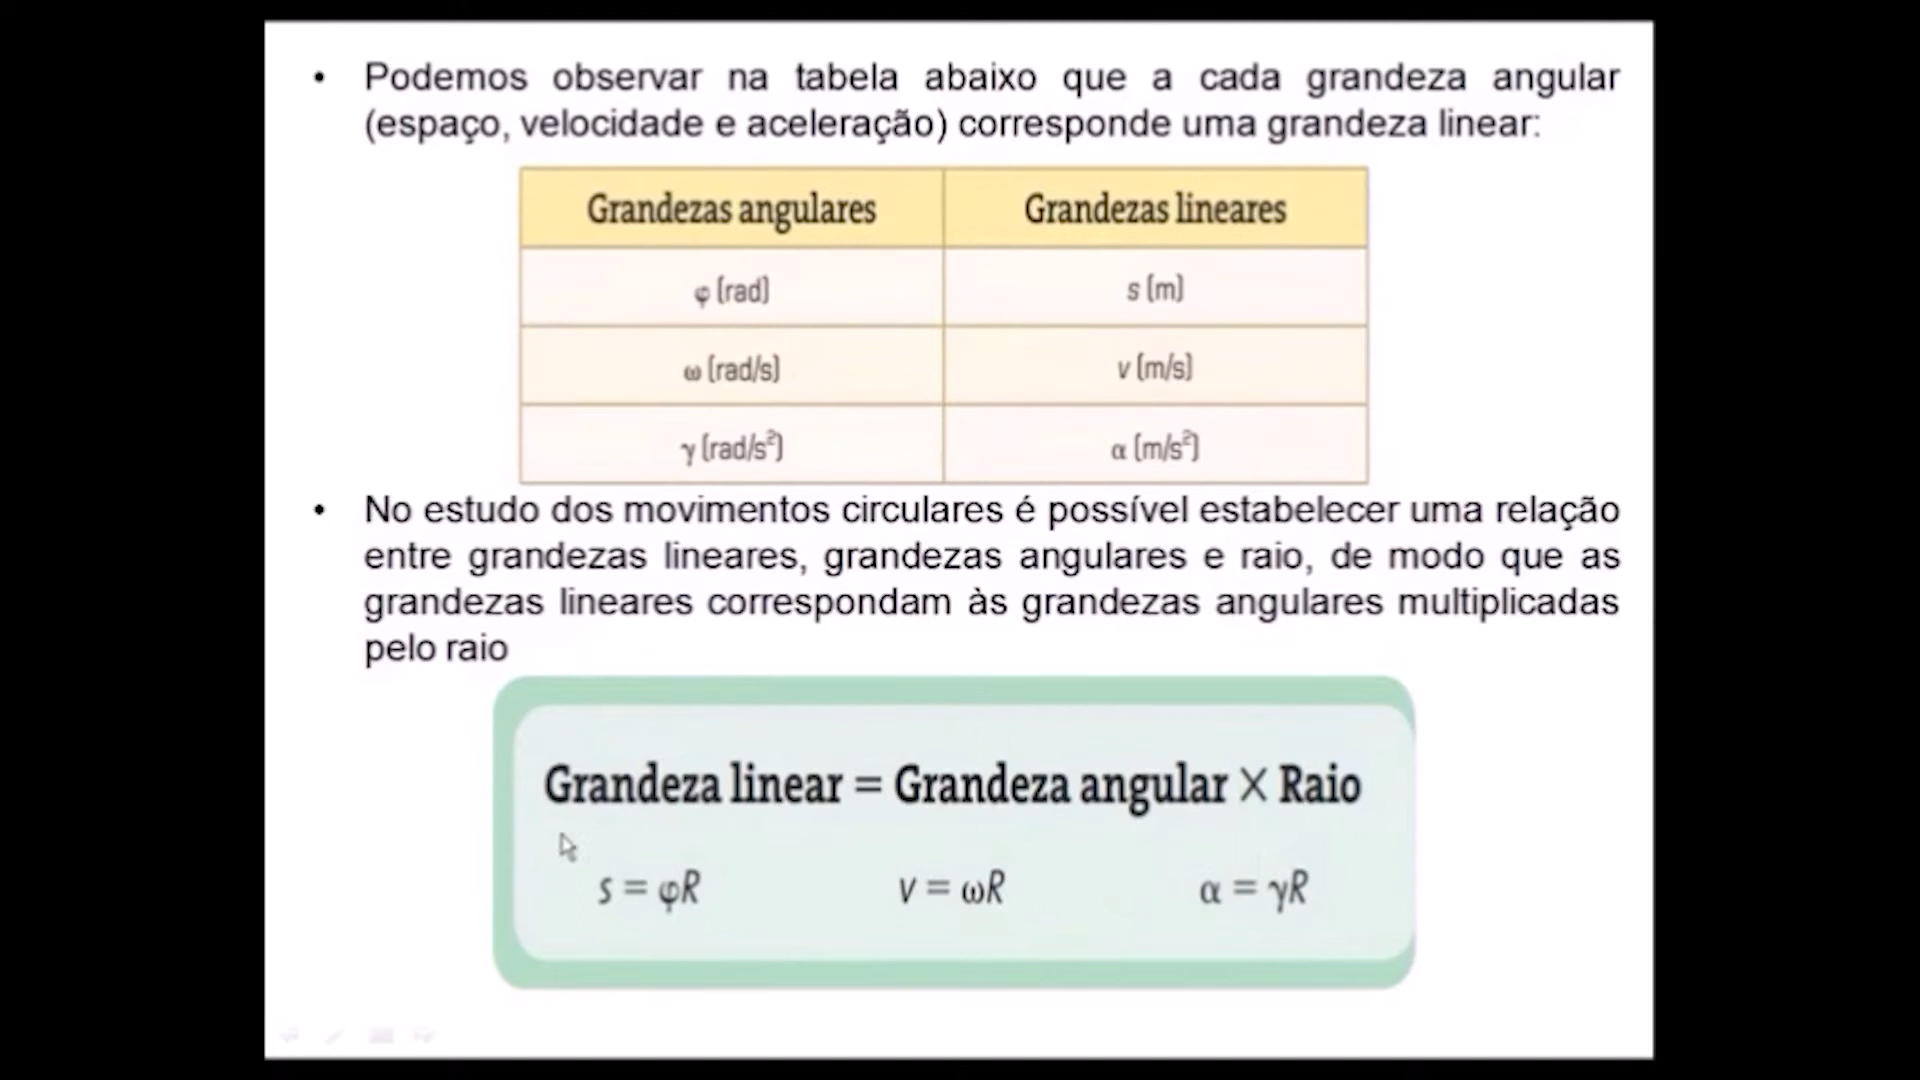 • Podemos observar na tabela abaixo que a cada grandeza angular
(espaço, velocidade e aceleração) corresponde uma grandeza linear:
Grandezas angulares Grandezas lineares
φ (rad) s (m)
ω (rad/s) v (m/s)
γ (rad/s²) α (m/s²)
• No estudo dos movimentos circulares é possível estabelecer uma relação
entre grandezas lineares, grandezas angulares e raio, de modo que as
grandezas lineares correspondam às grandezas angulares multiplicadas
pelo raio
Grandeza linear = Grandeza angular × Raio
s = φR v = ωR α = γR